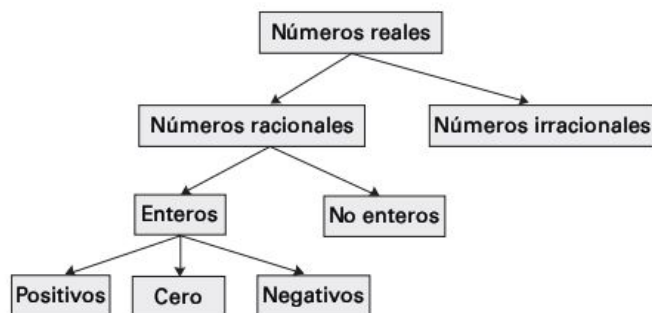 Números reales
Números racionales
Números irracionales
Enteros
No enteros
Positivos
Cero
Negativos